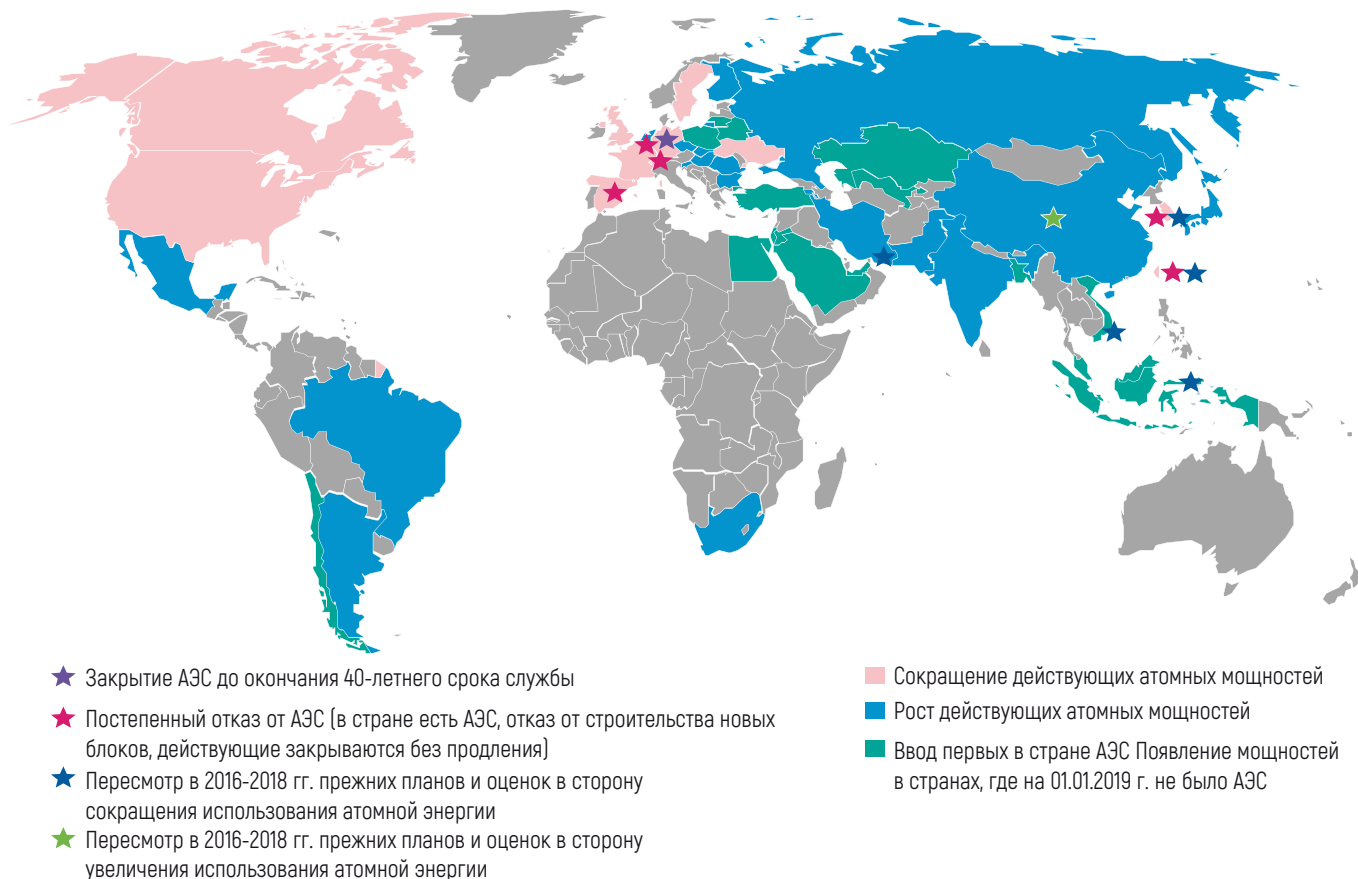 Закрытие АЭС до окончания 40-летнего срока службы
Постепенный отказ от АЭС (в стране есть АЭС, отказ от строительства новых
блоков, действующие закрываются без продления)
Пересмотр в 2016-2018 гг. прежних планов и оценок в сторону
сокращения использования атомной энергии
Пересмотр в 2016-2018 гг. прежних планов и оценок в сторону
увеличения использования атомной энергии
Сокращение действующих атомных мощностей
Рост действующих атомных мощностей
Ввод первых в стране АЭС Появление мощностей
в странах, где на 01.01.2019 г. не было АЭС